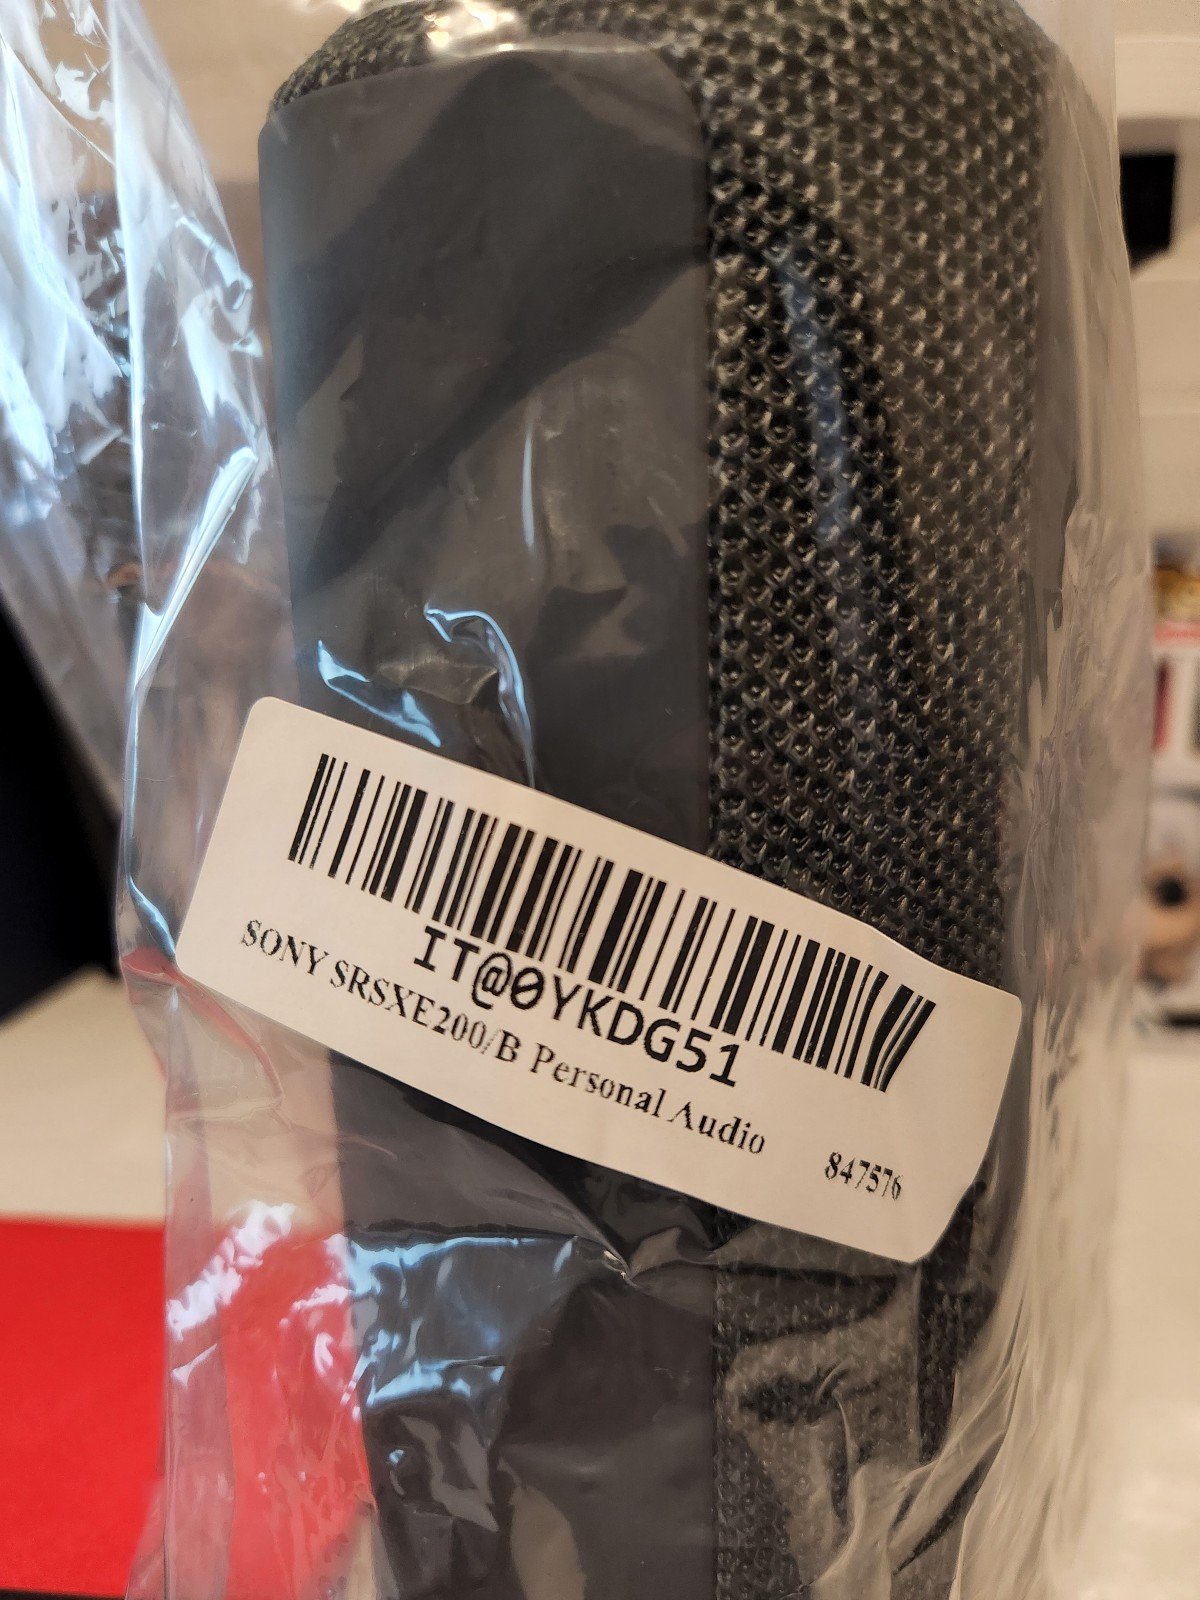 IT@0YKDG51
SONY SRSXE200/B Personal Audio
847576